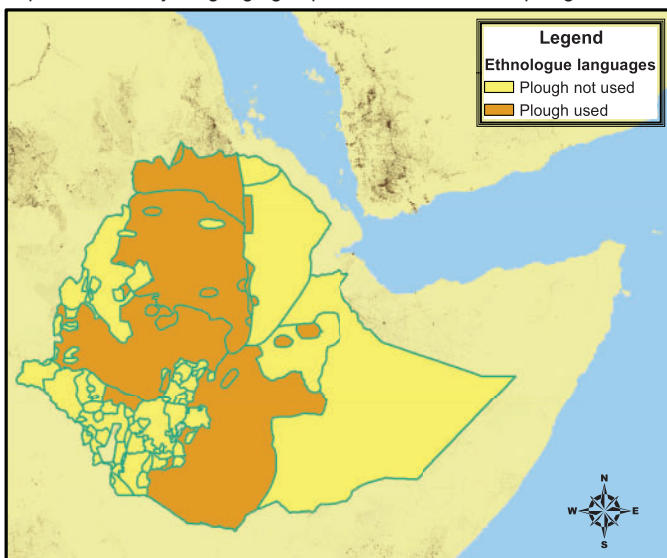 Legend
Ethnologue languages
Plough not used
Plough used
N
W E
S